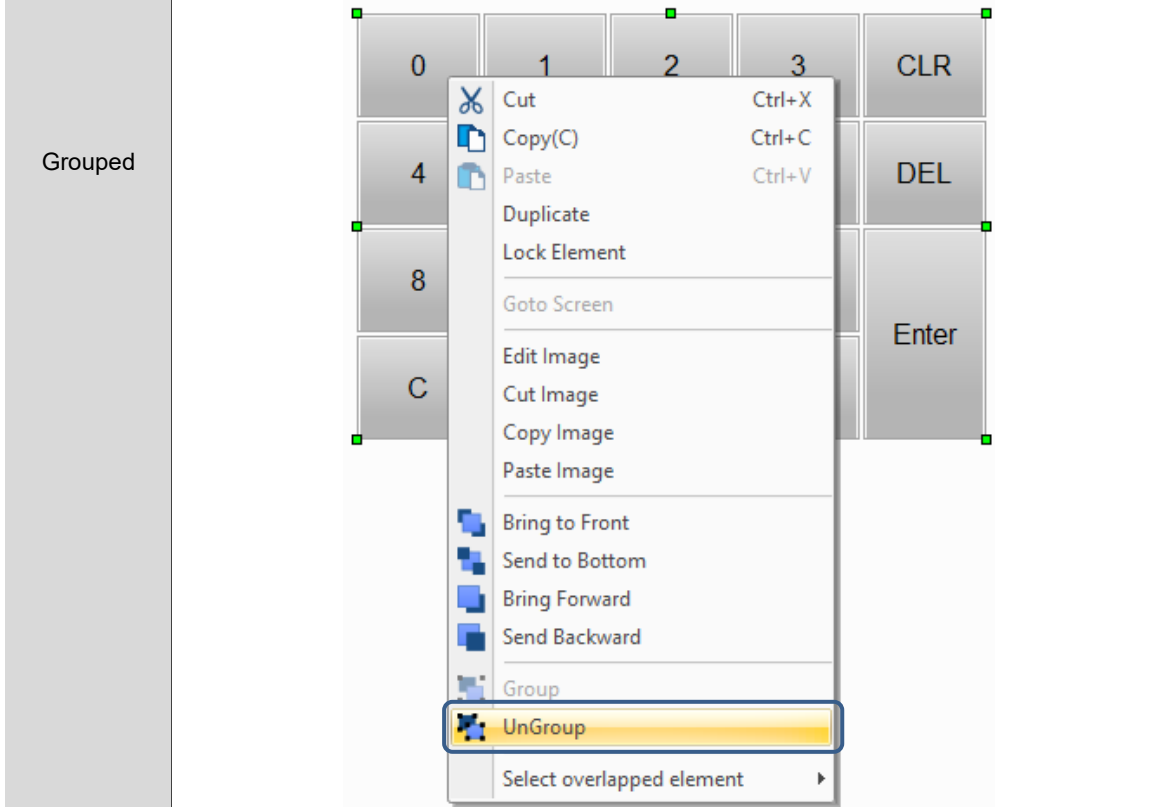 Grouped
0 1 2 3 CLR
4 DEL
8
Enter
C
Cut Ctrl+X
Copy(C) Ctrl+C
Paste Ctrl+V
Duplicate
Lock Element
Goto Screen
Edit Image
Cut Image
Copy Image
Paste Image
Bring to Front
Send to Bottom
Bring Forward
Send Backward
Group
UnGroup
Select overlapped element